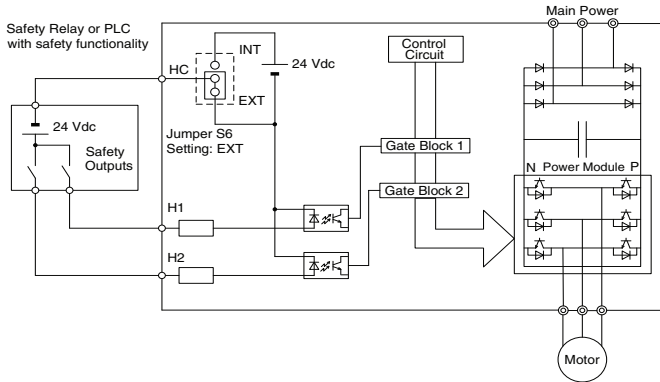 Main Power
Safety Relay or PLC
with safety functionality
INT
HC
24 Vdc
Control
Circuit
EXT
24 Vdc
Jumper S6
Setting: EXT
Safety
Outputs
Gate Block 1
N Power Module P
Gate Block 2
H1
H2
Motor